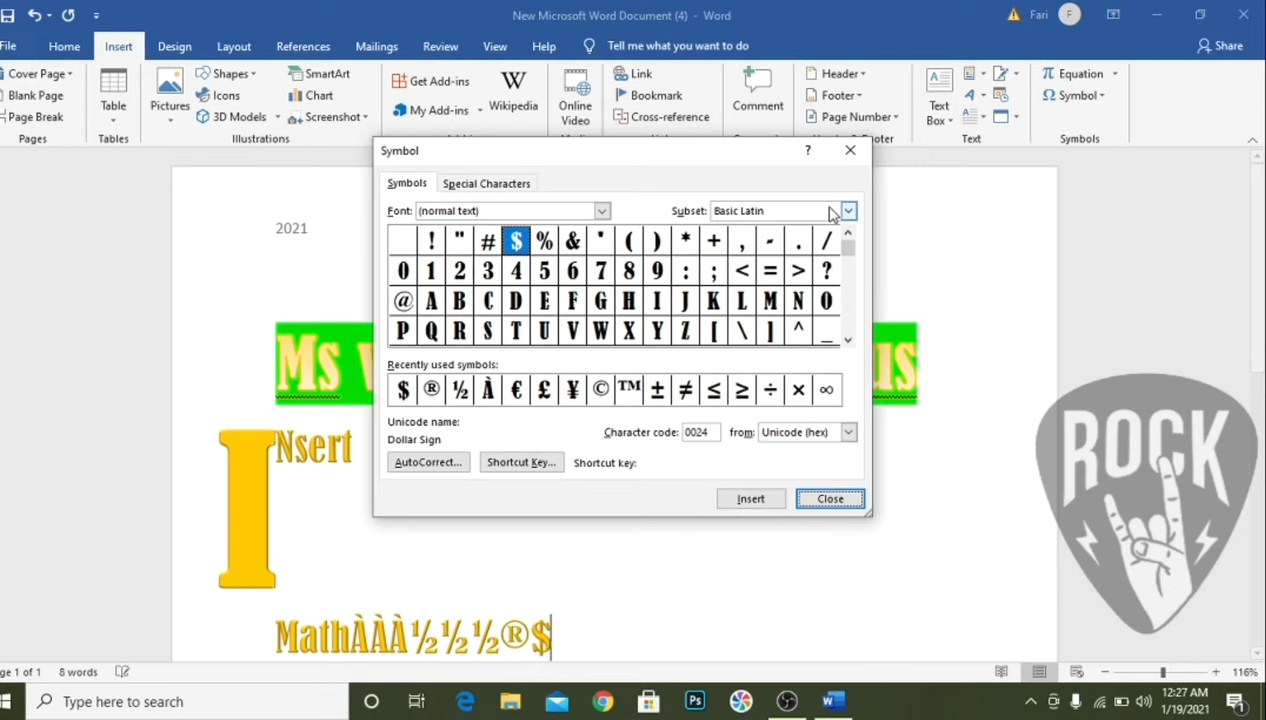 New Microsoft Word Document (4) - Word
Fari
F
File Home Insert Design Layout References Mailings Review View Help Tell me what you want to do Share
Cover Page
Blank Page
Page Break
Pages
Table
Tables
Pictures
Shapes
Icons
3D Models
SmartArt
Chart
Screenshot
Illustrations
Get Add-ins
My Add-ins
Wikipedia
Online
Video
Link
Bookmark
Cross-reference
Comment
Header
Footer
Page Number
Text
Box
Text
Equation
Symbol
Symbols
Symbol
Symbols Special Characters
Font: (normal text) Subset: Basic Latin
! " # $ % & ' ( ) * + , - . /
0 1 2 3 4 5 6 7 8 9 : ; < = > ?
@ A B C D E F G H I J K L M N O
P Q R S T U V W X Y Z [ \ ] ^ _
Recently used symbols:
$ ® ½ À € £ ¥ © ™ ± ≠ ≤ ≥ ÷ × ∞
Unicode name:
Dollar Sign
Character code: 0024 from: Unicode (hex)
AutoCorrect... Shortcut Key... Shortcut key:
Insert Close
2021
Ms
INsert
MathÀÀÀ½½½®$
ROCK
ge 1 of 1 8 words 116%
Type here to search
Ps
12:27 AM
1/19/2021
1